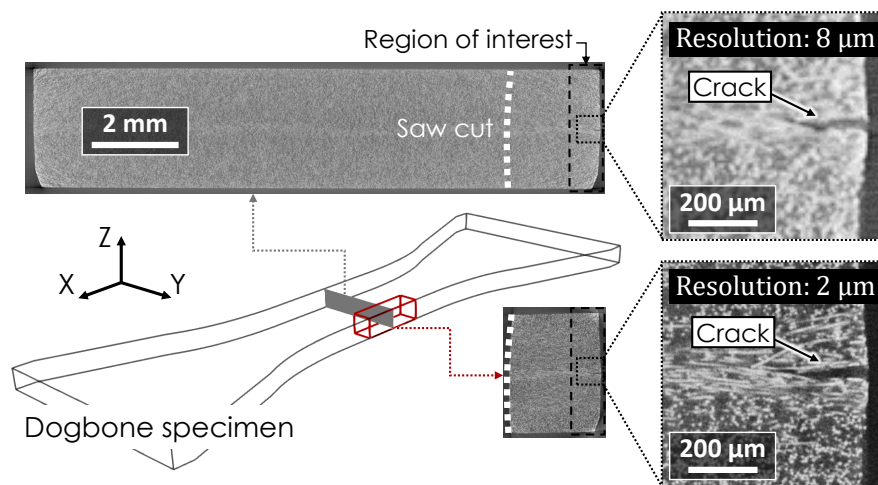 Region of interest
2 mm
Saw cut
Resolution: 8 µm
Crack
200 µm
Z
X
Y
Dogbone specimen
Resolution: 2 µm
Crack
200 µm